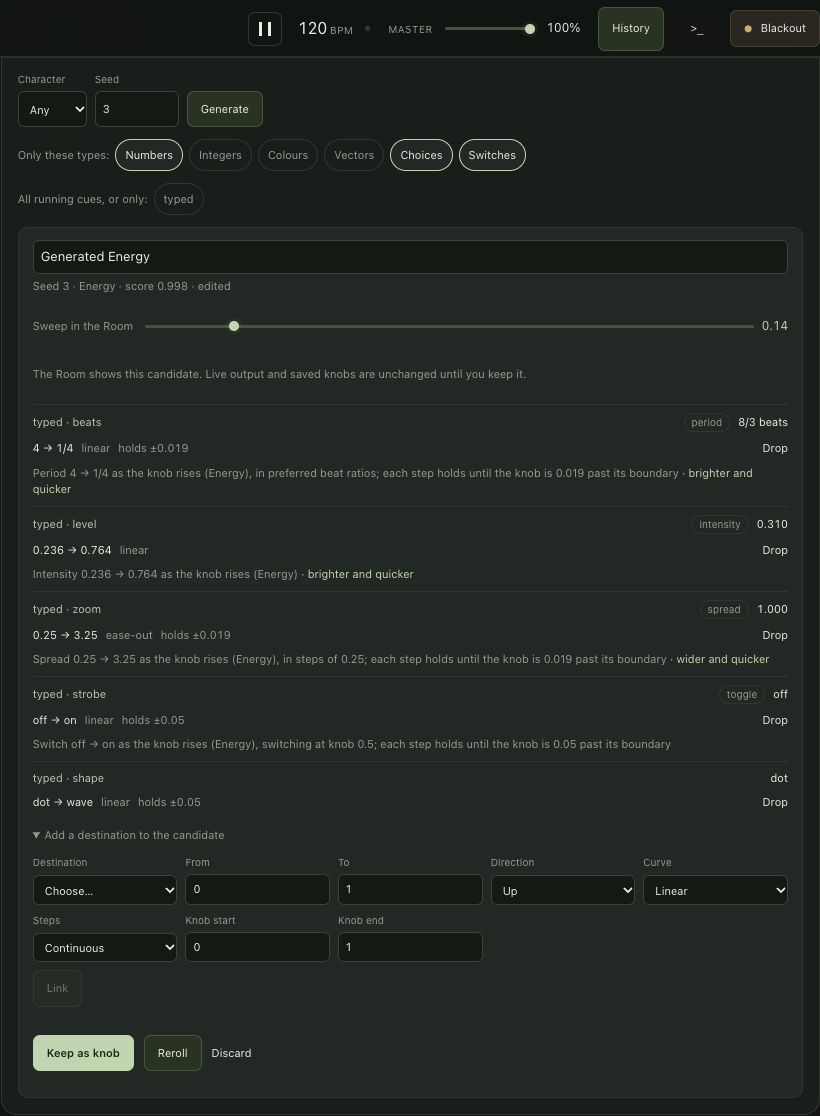 120 BPM MASTER 100% History >_ Blackout
Character Seed
Any 3 Generate
Only these types: Numbers Integers Colours Vectors Choices Switches
All running cues, or only: typed
Generated Energy
Seed 3 · Energy · score 0.998 · edited
Sweep in the Room 0.14
The Room shows this candidate. Live output and saved knobs are unchanged until you keep it.
typed · beats period 8/3 beats
4 → 1/4 linear holds ±0.019 Drop
Period 4 → 1/4 as the knob rises (Energy), in preferred beat ratios; each step holds until the knob is 0.019 past its boundary · brighter and
quicker
typed · level intensity 0.310
0.236 → 0.764 linear Drop
Intensity 0.236 → 0.764 as the knob rises (Energy) · brighter and quicker
typed · zoom spread 1.000
0.25 → 3.25 ease-out holds ±0.019 Drop
Spread 0.25 → 3.25 as the knob rises (Energy), in steps of 0.25; each step holds until the knob is 0.019 past its boundary · wider and quicker
typed · strobe toggle off
off → on linear holds ±0.05 Drop
Switch off → on as the knob rises (Energy), switching at knob 0.5; each step holds until the knob is 0.05 past its boundary
typed · shape dot
dot → wave linear holds ±0.05 Drop
▼ Add a destination to the candidate
Destination From To Direction Curve
Choose... 0 1 Up Linear
Steps Knob start Knob end
Continuous 0 1
Link
Keep as knob Reroll Discard